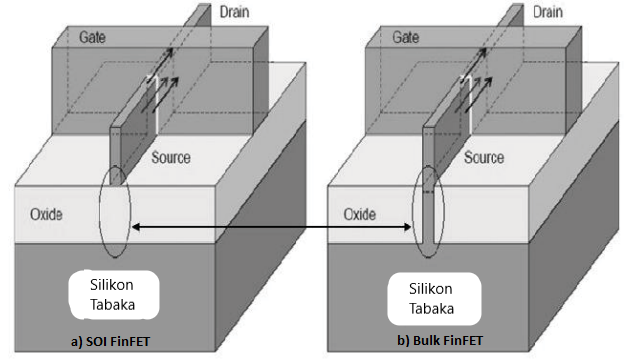 Drain
Gate
Source
Oxide
Silikon
Tabaka
a) SOI FinFET
Drain
Gate
Source
Oxide
Silikon
Tabaka
b) Bulk FinFET